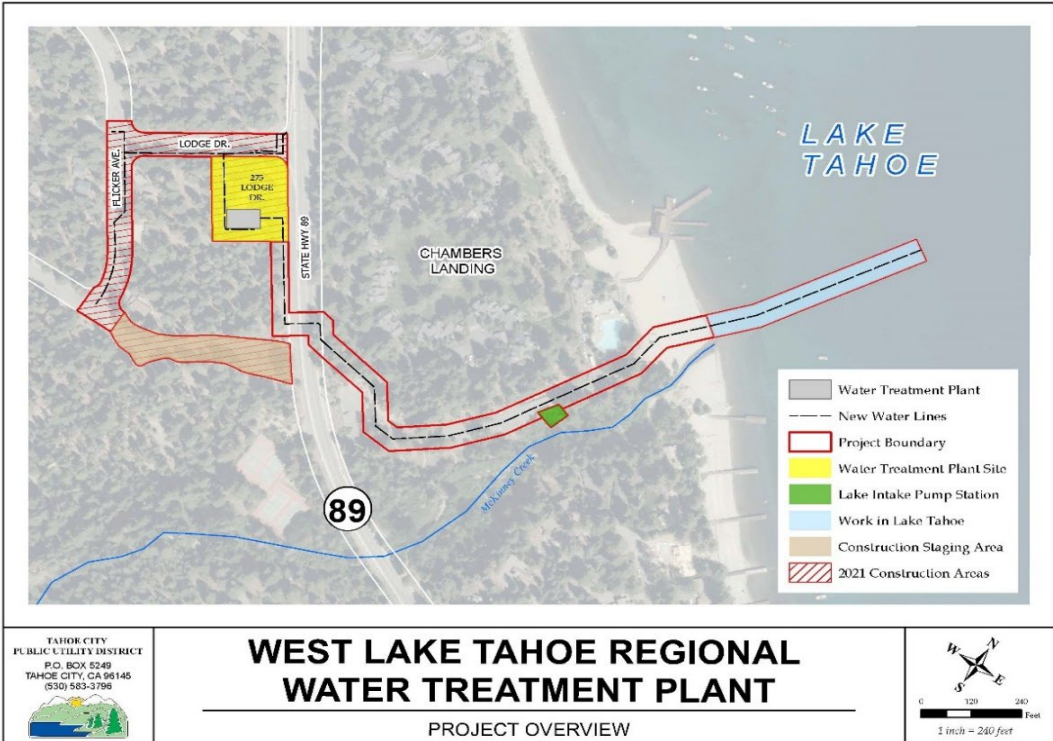 LAKE
TAHOE
LODGE DR.
FLICKER AVE.
275
LODGE
DR.
STATE HWY 89
CHAMBERS
LANDING
McKinney Creek
89
Water Treatment Plant
New Water Lines
Project Boundary
Water Treatment Plant Site
Lake Intake Pump Station
Work in Lake Tahoe
Construction Staging Area
2021 Construction Areas
TAHOE CITY
PUBLIC UTILITY DISTRICT
P.O. BOX 5249
TAHOE CITY, CA 96145
(530) 583-3796
WEST LAKE TAHOE REGIONAL
WATER TREATMENT PLANT
PROJECT OVERVIEW
N
W
E
S
0 120 240
Feet
1 inch = 240 feet